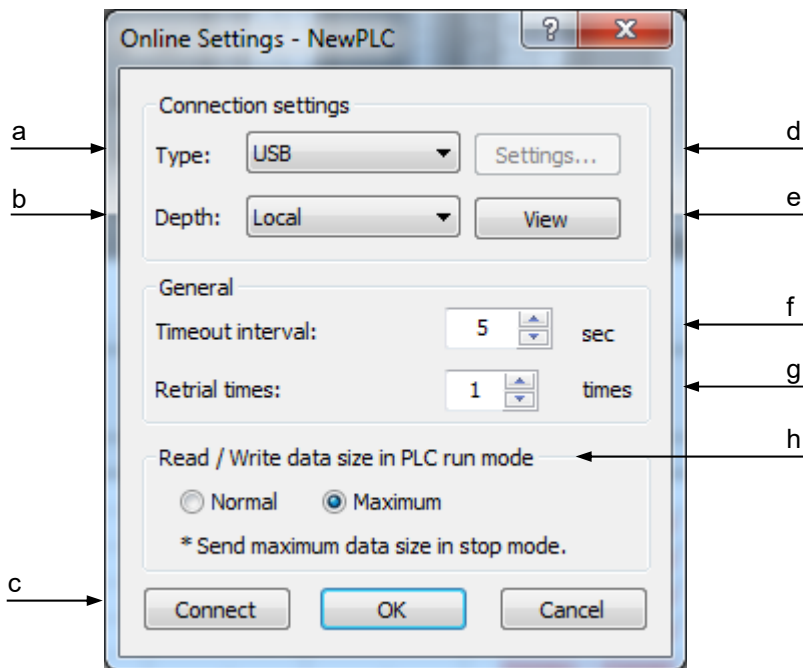 Online Settings - NewPLC
Connection settings
a
Type: USB Settings...
d
b
Depth: Local View
e
General
Timeout interval: 5 sec
f
Retrial times: 1 times
g
Read / Write data size in PLC run mode
h
Normal Maximum
* Send maximum data size in stop mode.
c
Connect OK Cancel